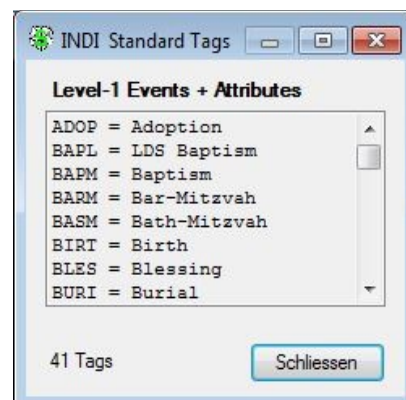 INDI Standard Tags
Level-1 Events + Attributes
ADOP = Adoption
BAPL = LDS Baptism
BAPM = Baptism
BARM = Bar-Mitzvah
BASM = Bath-Mitzvah
BIRT = Birth
BLES = Blessing
BURI = Burial
41 Tags
Schliessen